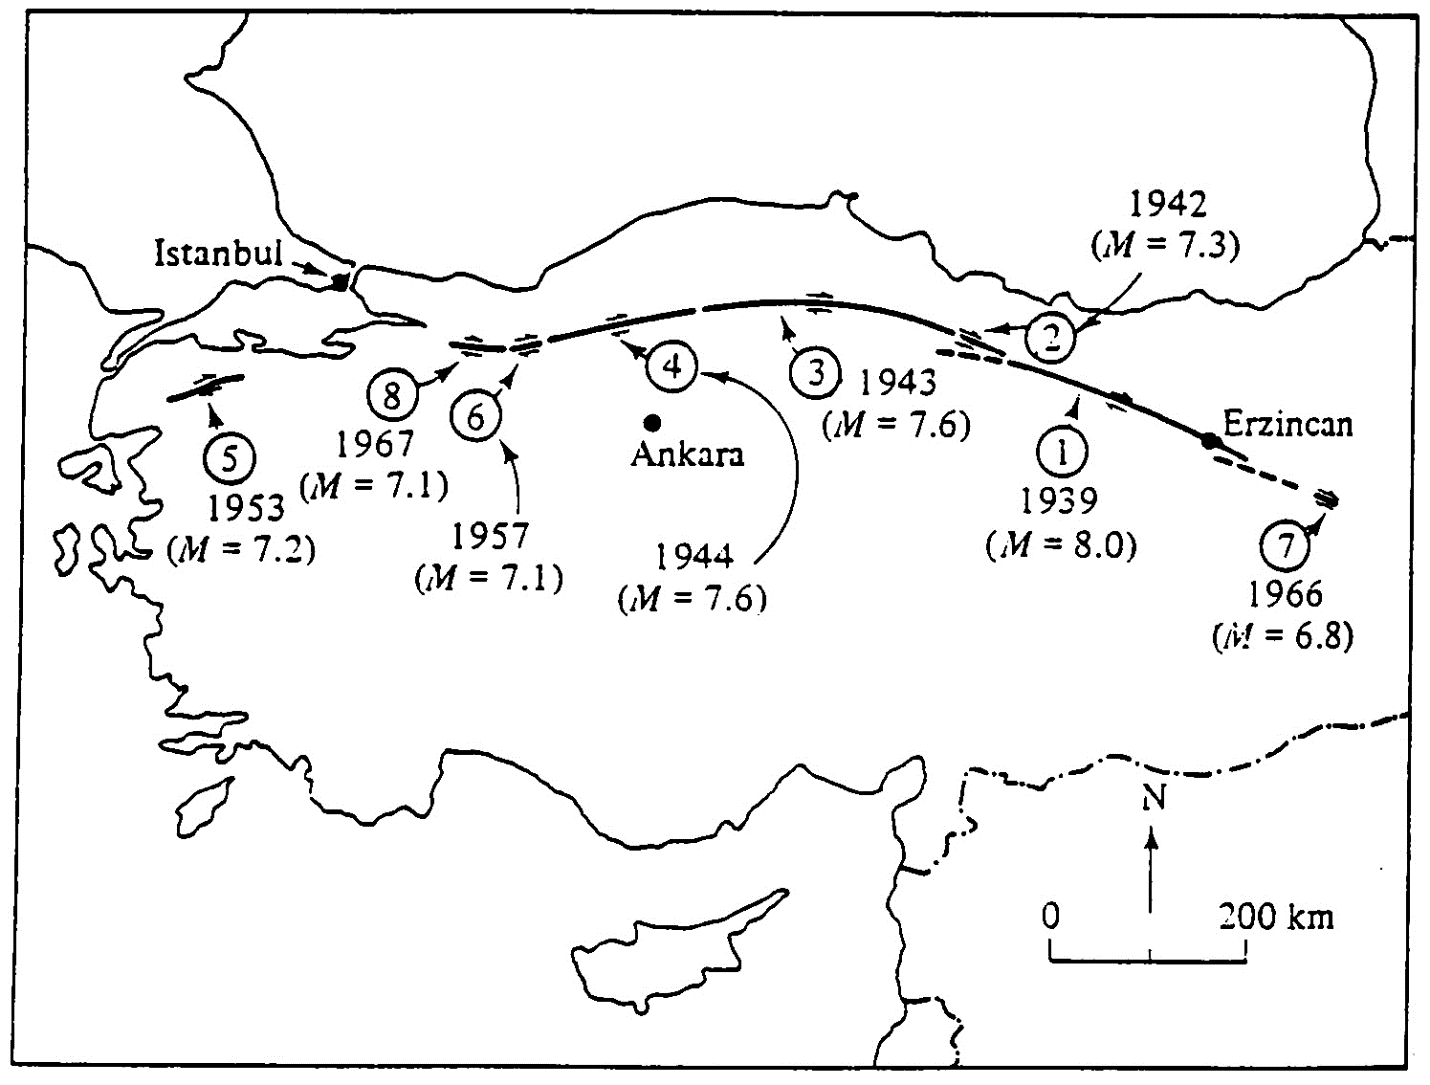 1942
(M = 7.3)
Istanbul
2
4
3
1943
(M = 7.6)
8
1967
(M = 7.1)
6
1957
(M = 7.1)
Ankara
Erzincan
1
1939
(M = 8.0)
5
1953
(M = 7.2)
1944
(M = 7.6)
7
1966
(M = 6.8)
N
0
200 km